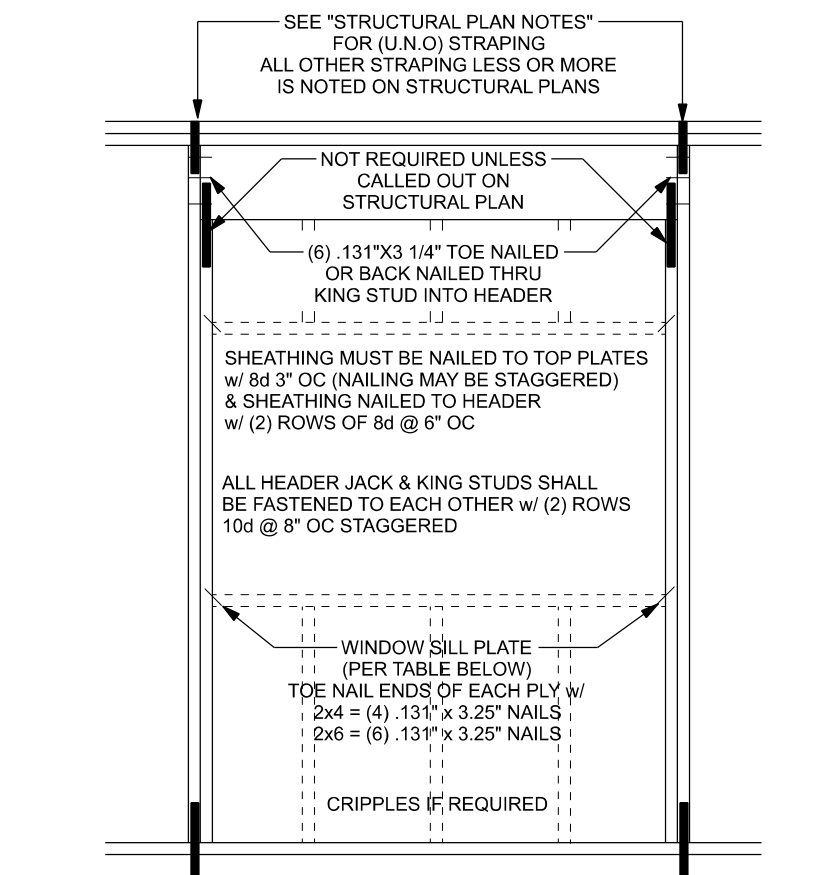 SEE "STRUCTURAL PLAN NOTES"
FOR (U.N.O) STRAPING
ALL OTHER STRAPING LESS OR MORE
IS NOTED ON STRUCTURAL PLANS
NOT REQUIRED UNLESS
CALLED OUT ON
STRUCTURAL PLAN
(6) .131"X3 1/4" TOE NAILED
OR BACK NAILED THRU
KING STUD INTO HEADER
SHEATHING MUST BE NAILED TO TOP PLATES
w/ 8d 3" OC (NAILING MAY BE STAGGERED)
& SHEATHING NAILED TO HEADER
w/ (2) ROWS OF 8d @ 6" OC
ALL HEADER JACK & KING STUDS SHALL
BE FASTENED TO EACH OTHER w/ (2) ROWS
10d @ 8" OC STAGGERED
WINDOW SILL PLATE
(PER TABLE BELOW)
TOE NAIL ENDS OF EACH PLY w/
2x4 = (4) .131" x 3.25" NAILS
2x6 = (6) .131" x 3.25" NAILS
CRIPPLES IF REQUIRED